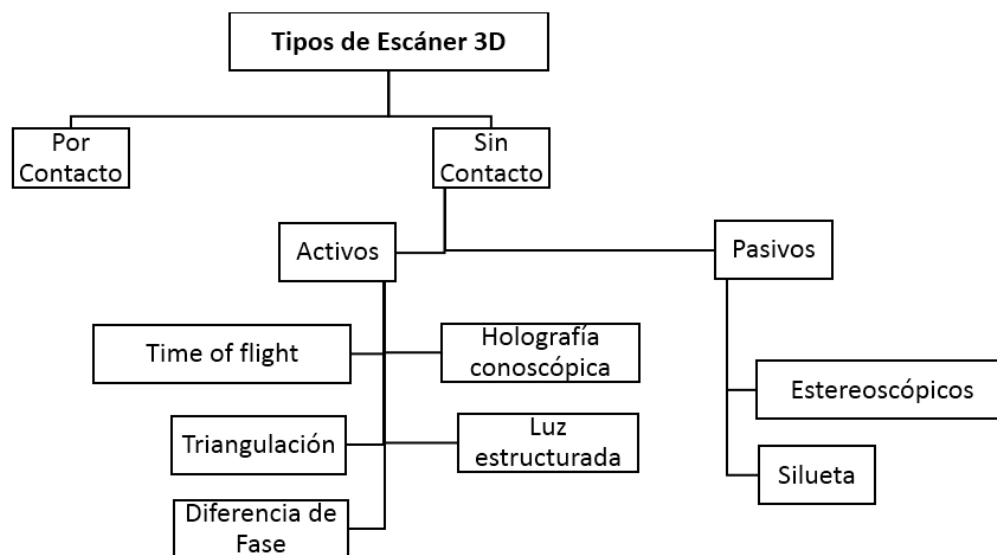 Tipos de Escáner 3D
Por
Contacto
Sin
Contacto
Activos
Pasivos
Time of flight
Holografía
conoscópica
Estereoscópicos
Triangulación
Luz
estructurada
Silueta
Diferencia de
Fase